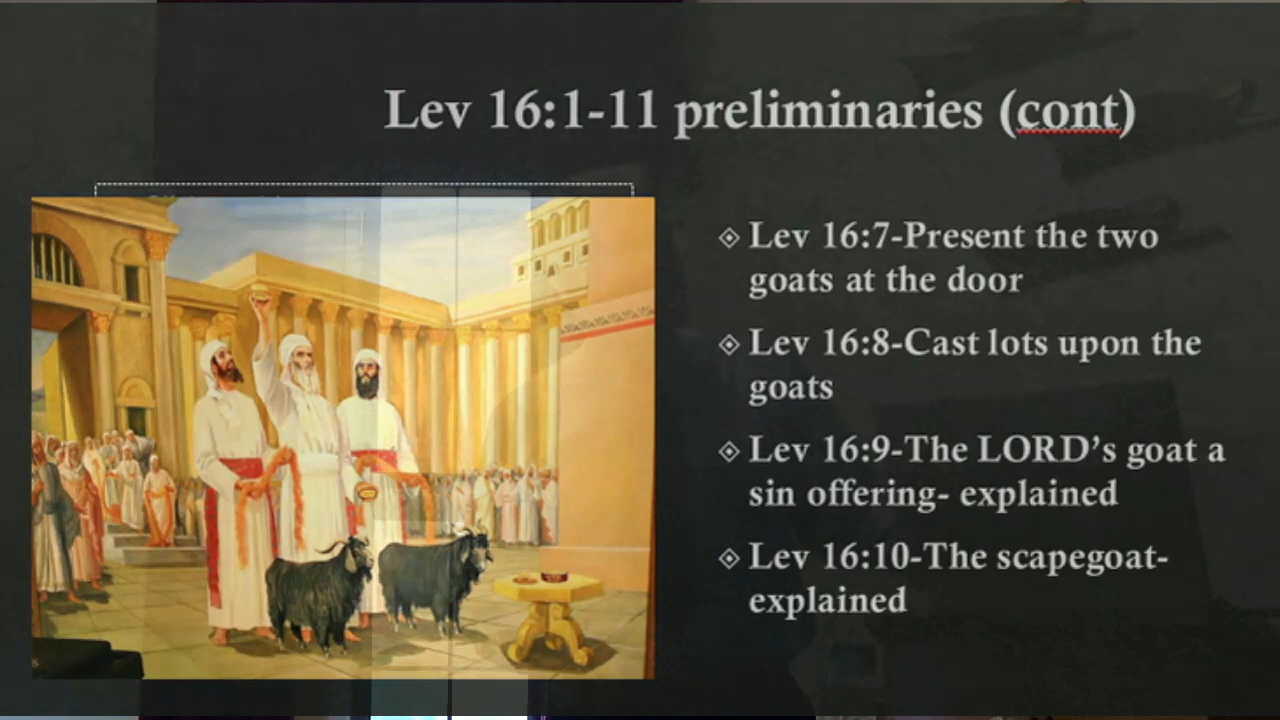 Lev 16:1-11 preliminaries (cont)
Lev 16:7-Present the two
goats at the door
Lev 16:8-Cast lots upon the
goats
Lev 16:9-The LORD's goat a
sin offering- explained
Lev 16:10-The scapegoat-
explained